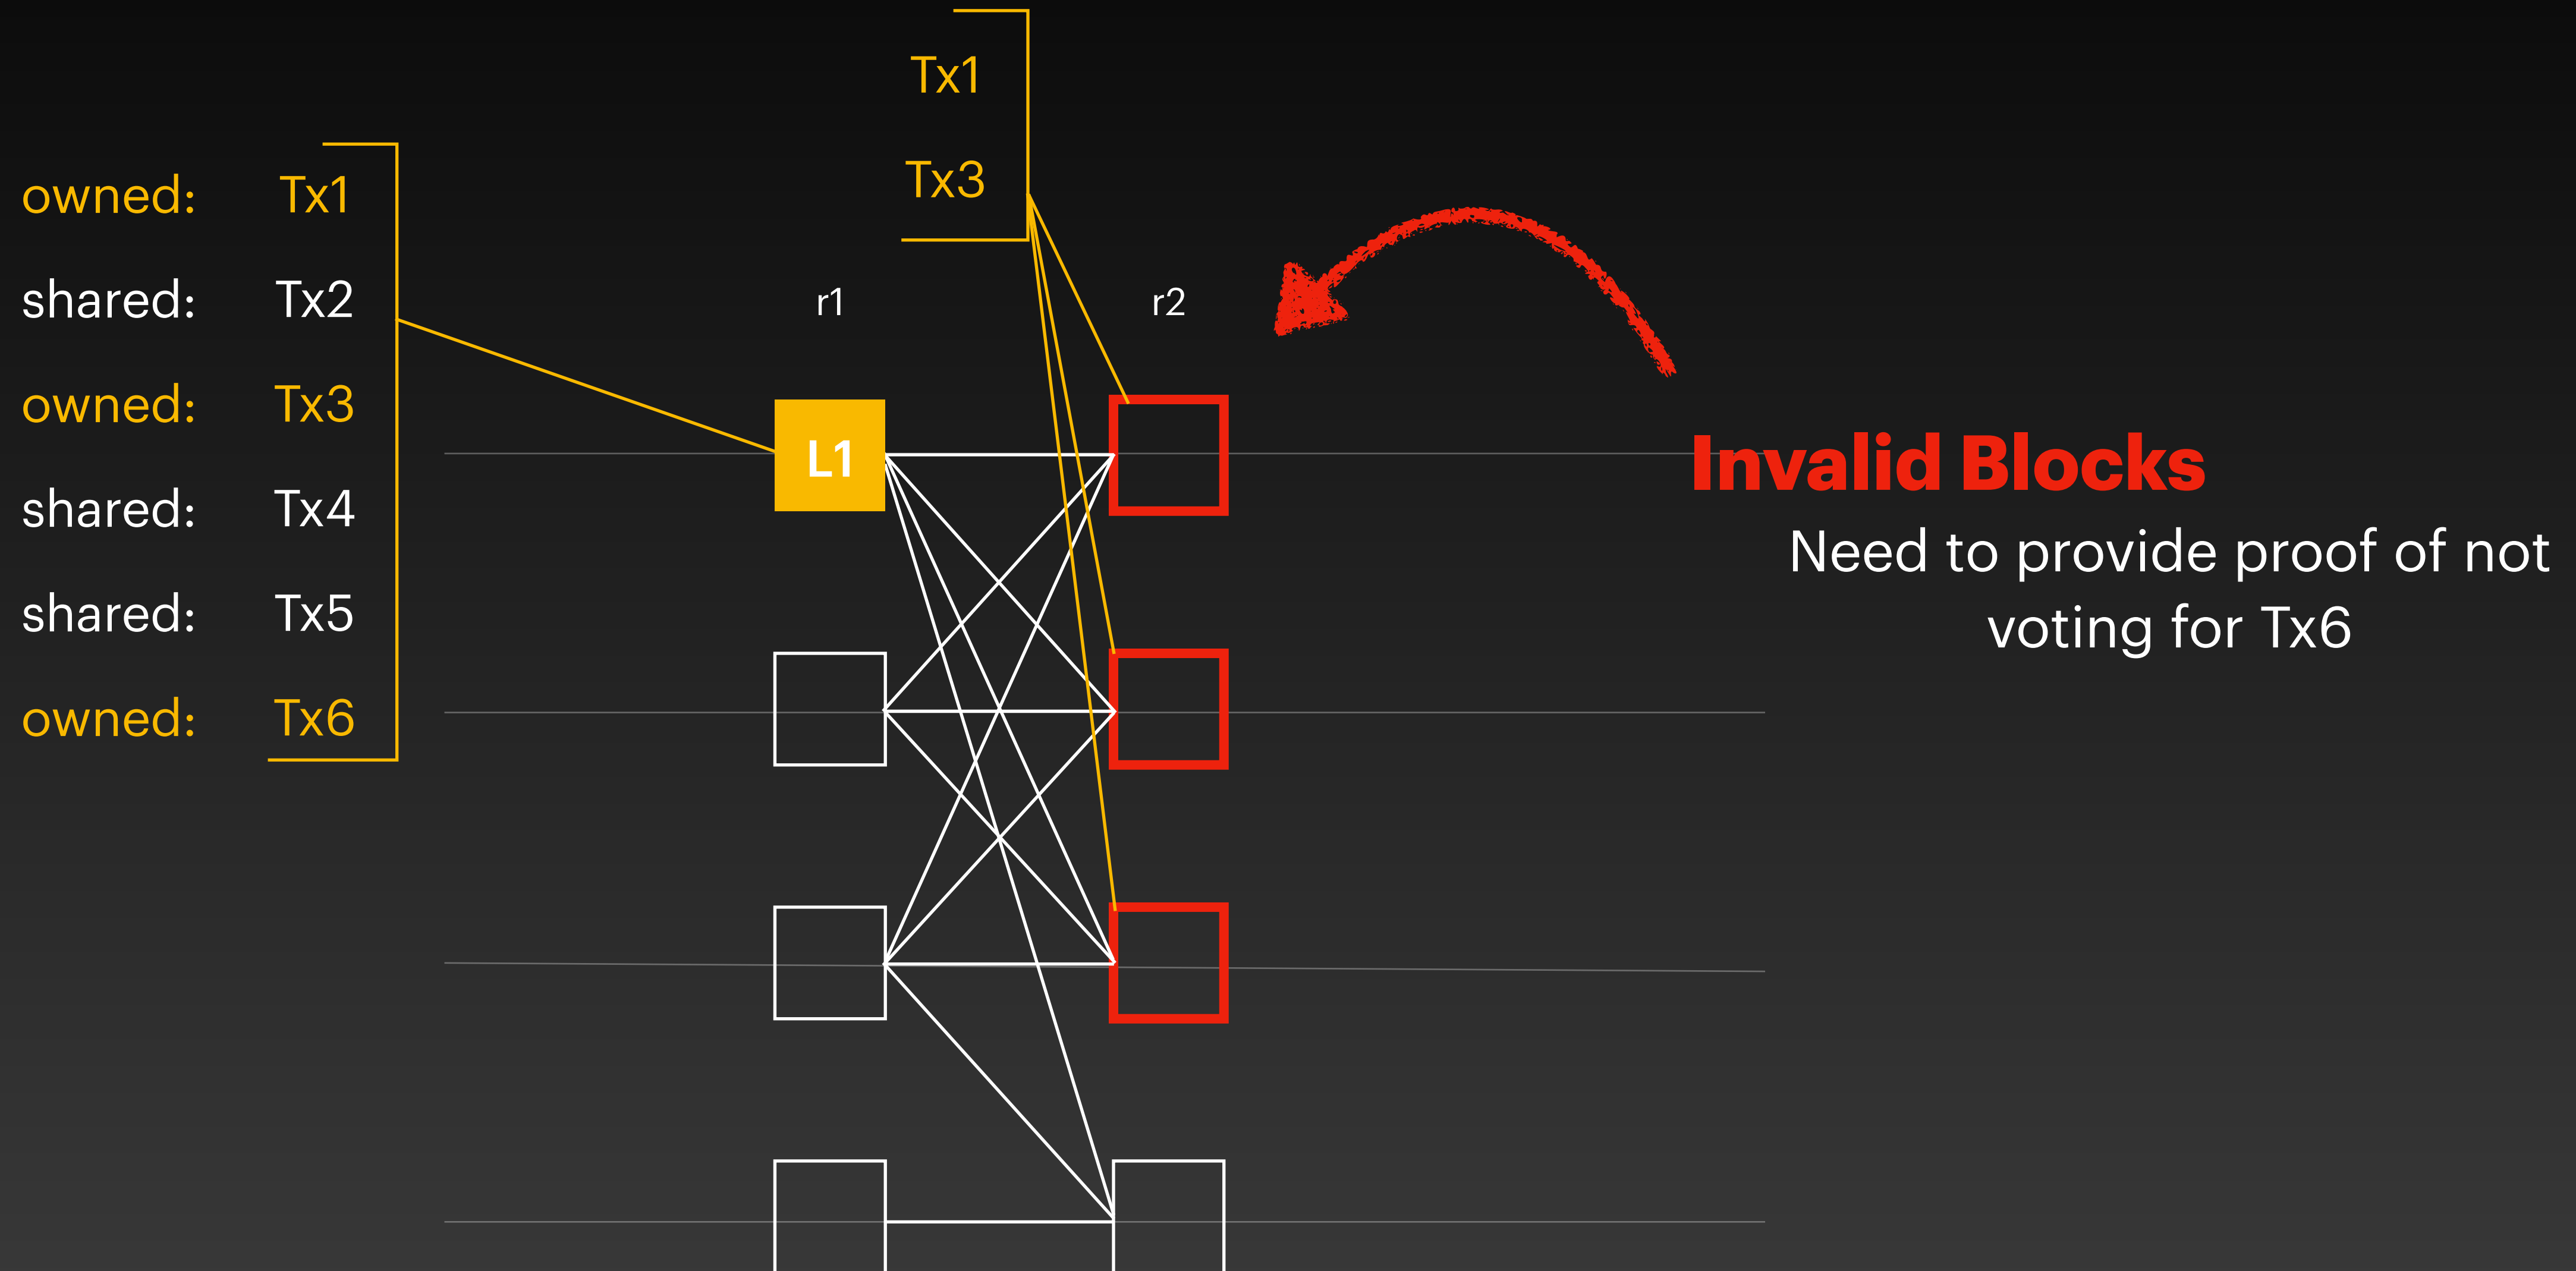 Tx1
Tx3
owned: Tx1
shared: Tx2
owned: Tx3
shared: Tx4
shared: Tx5
owned: Tx6
r1
r2
L1
Invalid Blocks
Need to provide proof of not
voting for Tx6